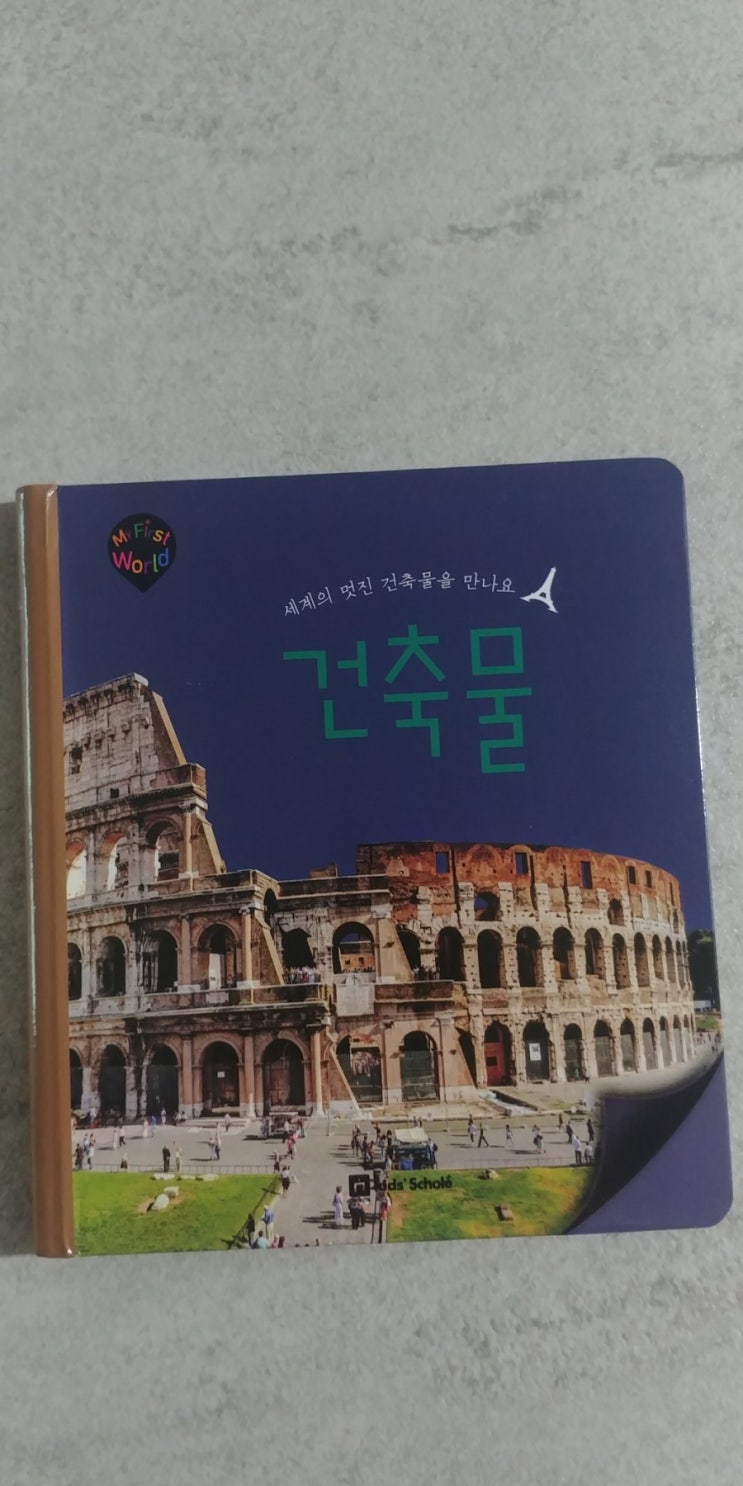 My First
World
세계의 멋진 건축물을 만나요
건축물
Kids' Scholé